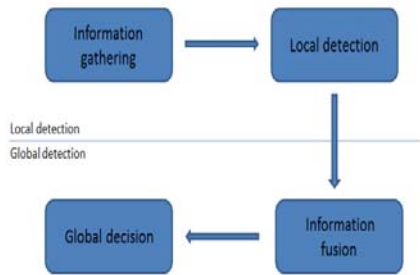 Information
gathering
Local detection
Local detection
Global detection
Global decision
Information
fusion